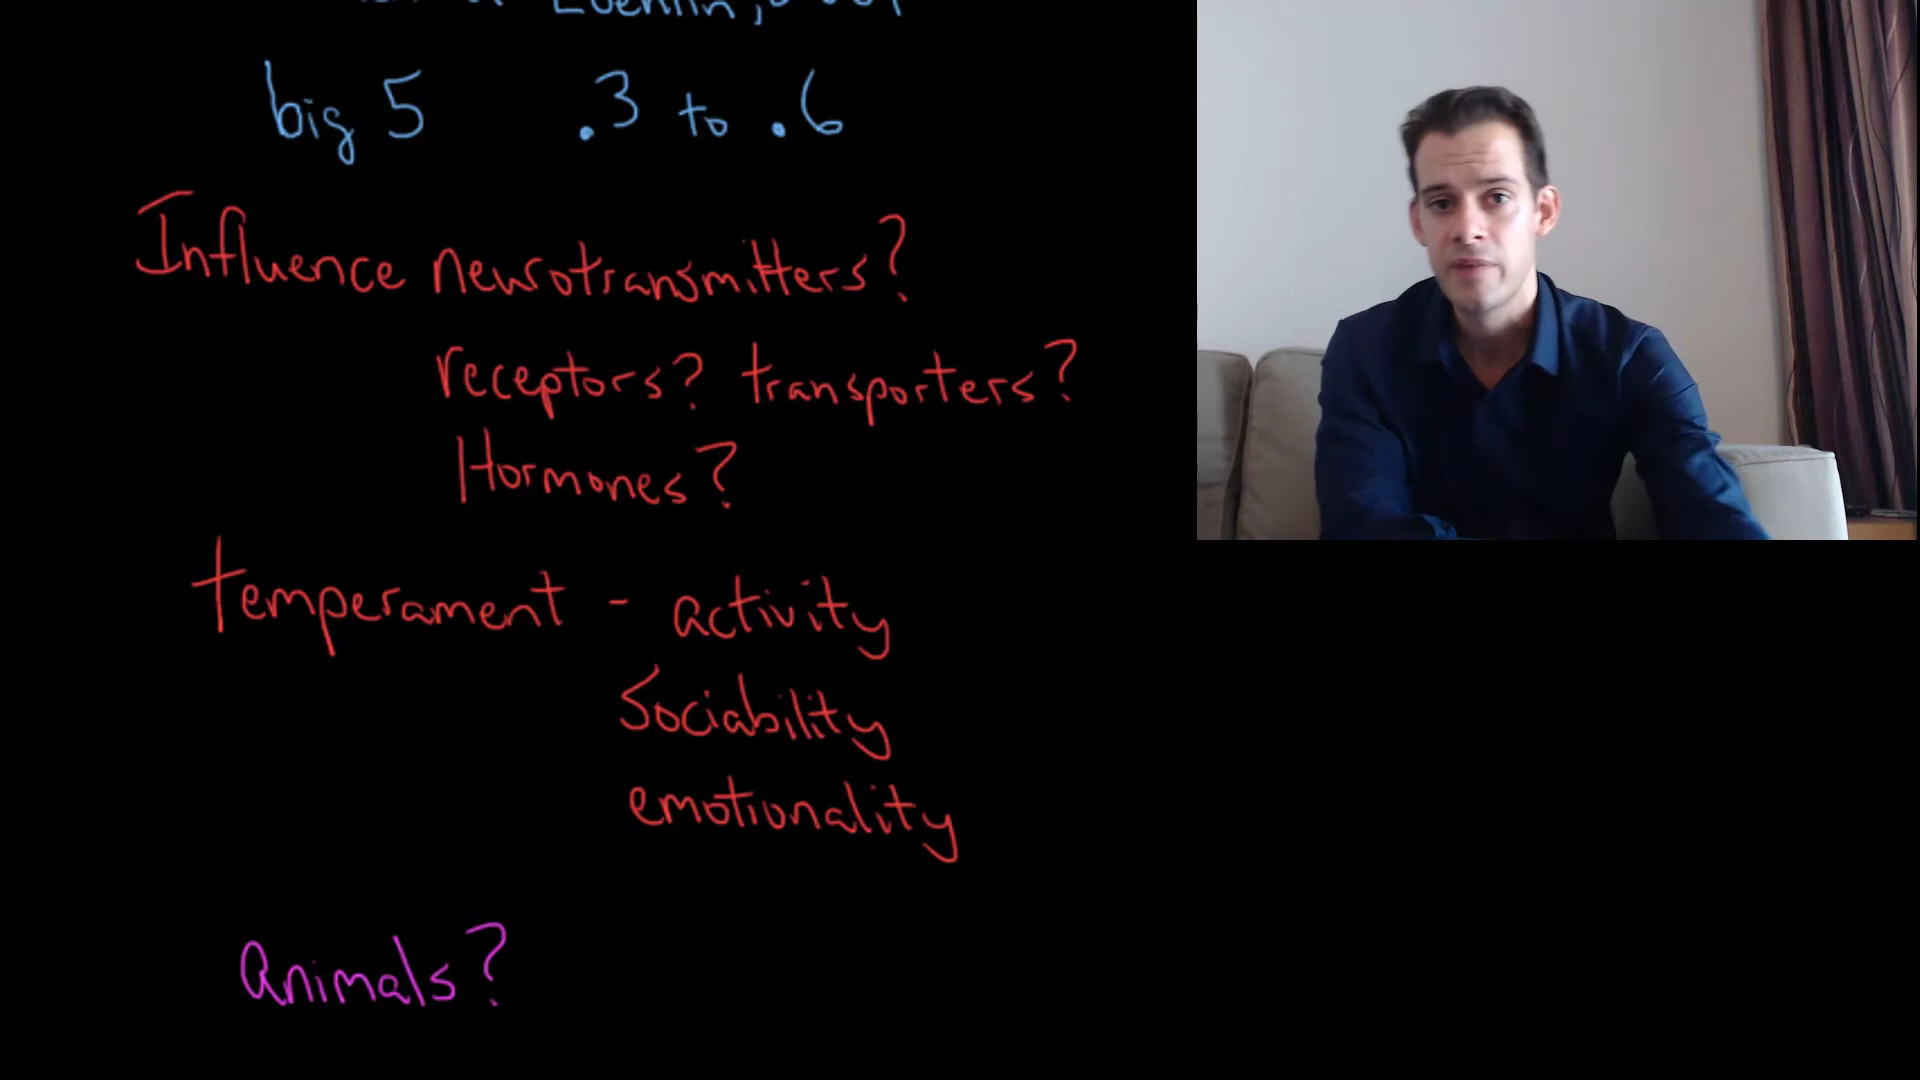 big 5 .3 to .6
Influence neurotransmitters?
receptors? transporters?
Hormones?
temperament - activity
Sociability
emotionality
Animals?